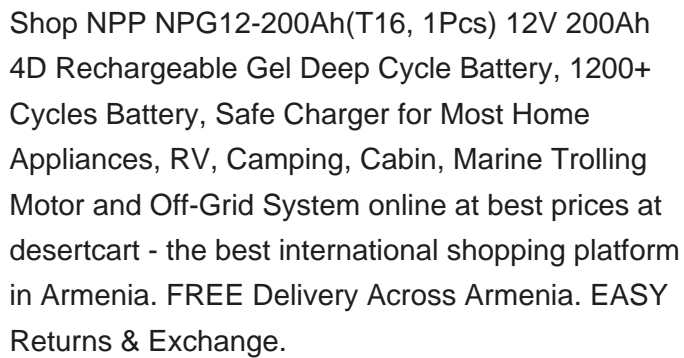 Shop NPP NPG12-200Ah(T16, 1Pcs) 12V 200Ah
4D Rechargeable Gel Deep Cycle Battery, 1200+
Cycles Battery, Safe Charger for Most Home
Appliances, RV, Camping, Cabin, Marine Trolling
Motor and Off-Grid System online at best prices at
desertcart - the best international shopping platform
in Armenia. FREE Delivery Across Armenia. EASY
Returns & Exchange.